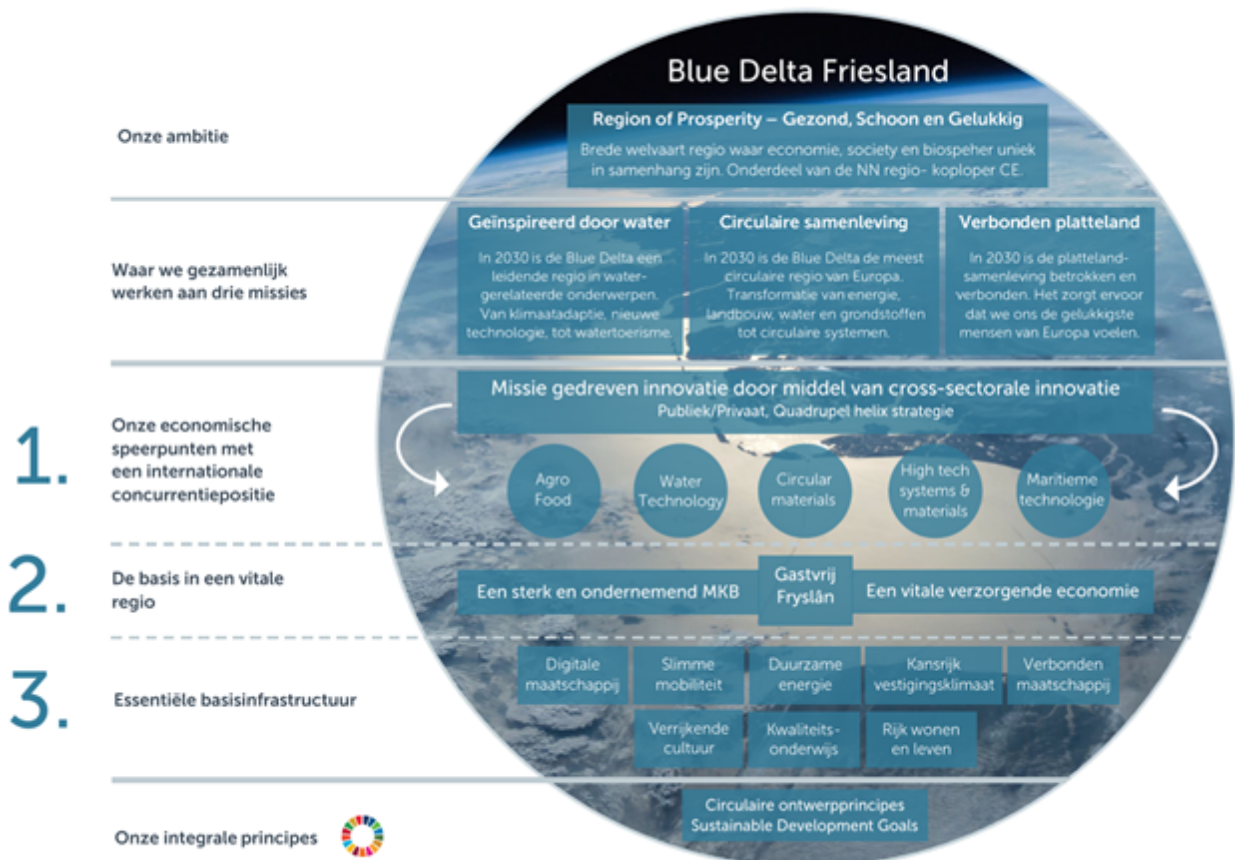 Blue Delta Friesland
Onze ambitie
Region of Prosperity – Gezond, Schoon en Gelukkig
Brede welvaart regio waar economie, society en biospeher uniek
in samenhang zijn. Onderdeel van de NN regio- koploper CE.
Waar we gezamenlijk
werken aan drie missies
Geïnspireerd door water
In 2030 is de Blue Delta een
leidende regio in water-
gerelateerde onderwerpen.
Van klimaatadaptie, nieuwe
technologie, tot watertoerisme.
Circulaire samenleving
In 2030 is de Blue Delta de meest
circulaire regio van Europa.
Transformatie van energie,
landbouw, water en grondstoffen
tot circulaire systemen.
Verbonden platteland
In 2030 is de platteland-
samenleving betrokken en
verbonden. Het zorgt ervoor
dat we ons de gelukkigste
mensen van Europa voelen.
1.
Onze economische
speerpunten met
een internationale
concurrentiepositie
Missie gedreven innovatie door middel van cross-sectorale innovatie
Publiek/Privaat, Quadrupel helix strategie
Agro
Food
Water
Technology
Circular
materials
High tech
systems &
materials
Maritieme
technologie
2.
De basis in een vitale
regio
Een sterk en ondernemend MKB
Gastvrij
Fryslân
Een vitale verzorgende economie
3.
Essentiële basisinfrastructuur
Digitale
maatschappij
Slimme
mobiliteit
Duurzame
energie
Kansrijk
vestigingsklimaat
Verbonden
maatschappij
Verrijkende
cultuur
Kwaliteits-
onderwijs
Rijk wonen
en leven
Onze integrale principes
Circulaire ontwerpprincipes
Sustainable Development Goals